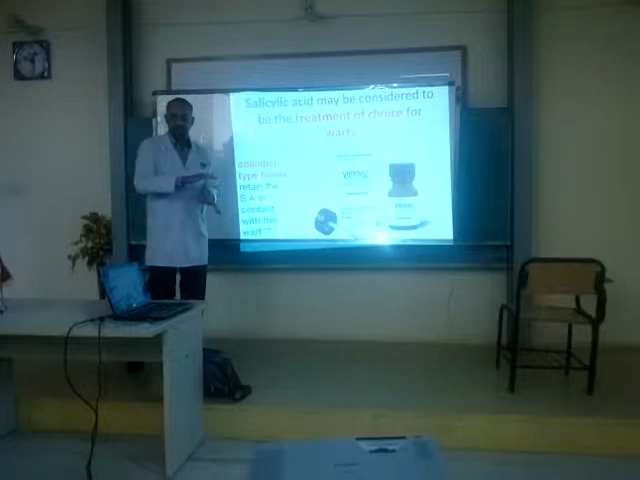 Salicylic acid may be considered to
be the treatment of choice for
warts
collodion
type bases
retain the
S.A in
contact
with the
wart